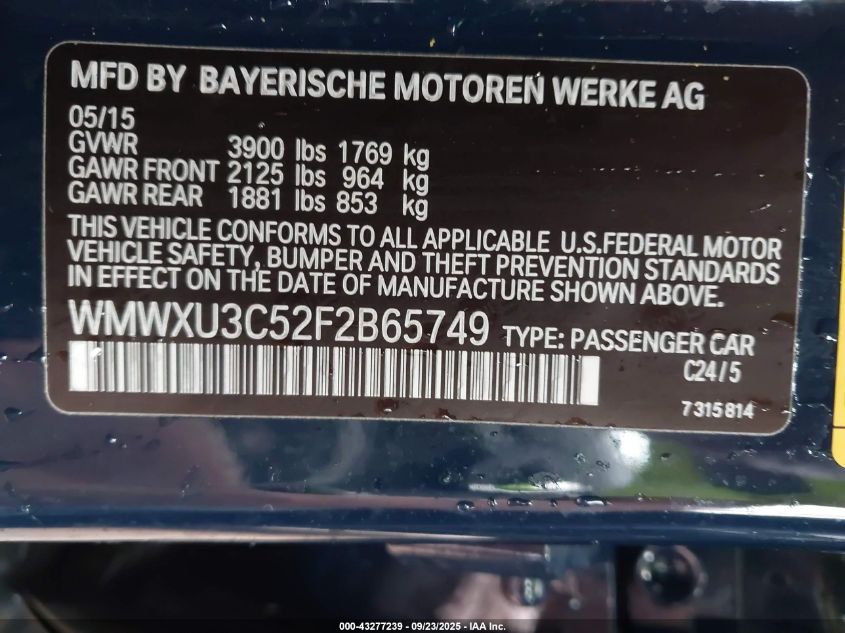 MFD BY BAYERISCHE MOTOREN WERKE AG
05/15
GVWR 3900 lbs 1769 kg
GAWR FRONT 2125 lbs 964 kg
GAWR REAR 1881 lbs 853 kg
THIS VEHICLE CONFORMS TO ALL APPLICABLE U.S.FEDERAL MOTOR
VEHICLE SAFETY, BUMPER AND THEFT PREVENTION STANDARDS
IN EFFECT ON THE DATE OF MANUFACTURE SHOWN ABOVE.
WMWXU3C52F2B65749 TYPE: PASSENGER CAR
C24/5
7315814
000-43277239 - 09/23/2025 - IAA Inc.